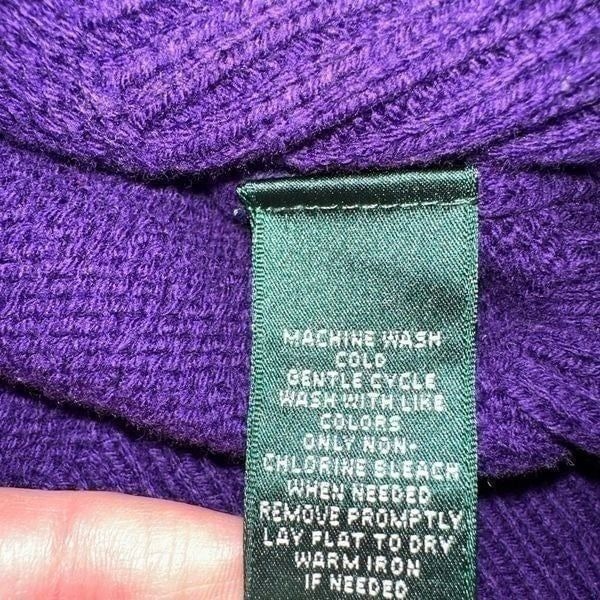 MACHINE WASH
COLD
GENTLE CYCLE
WASH WITH LIKE
COLORS
ONLY NON-
CHLORINE BLEACH
WHEN NEEDED
REMOVE PROMPTLY
LAY FLAT TO DRY
WARM IRON
IF NEEDED